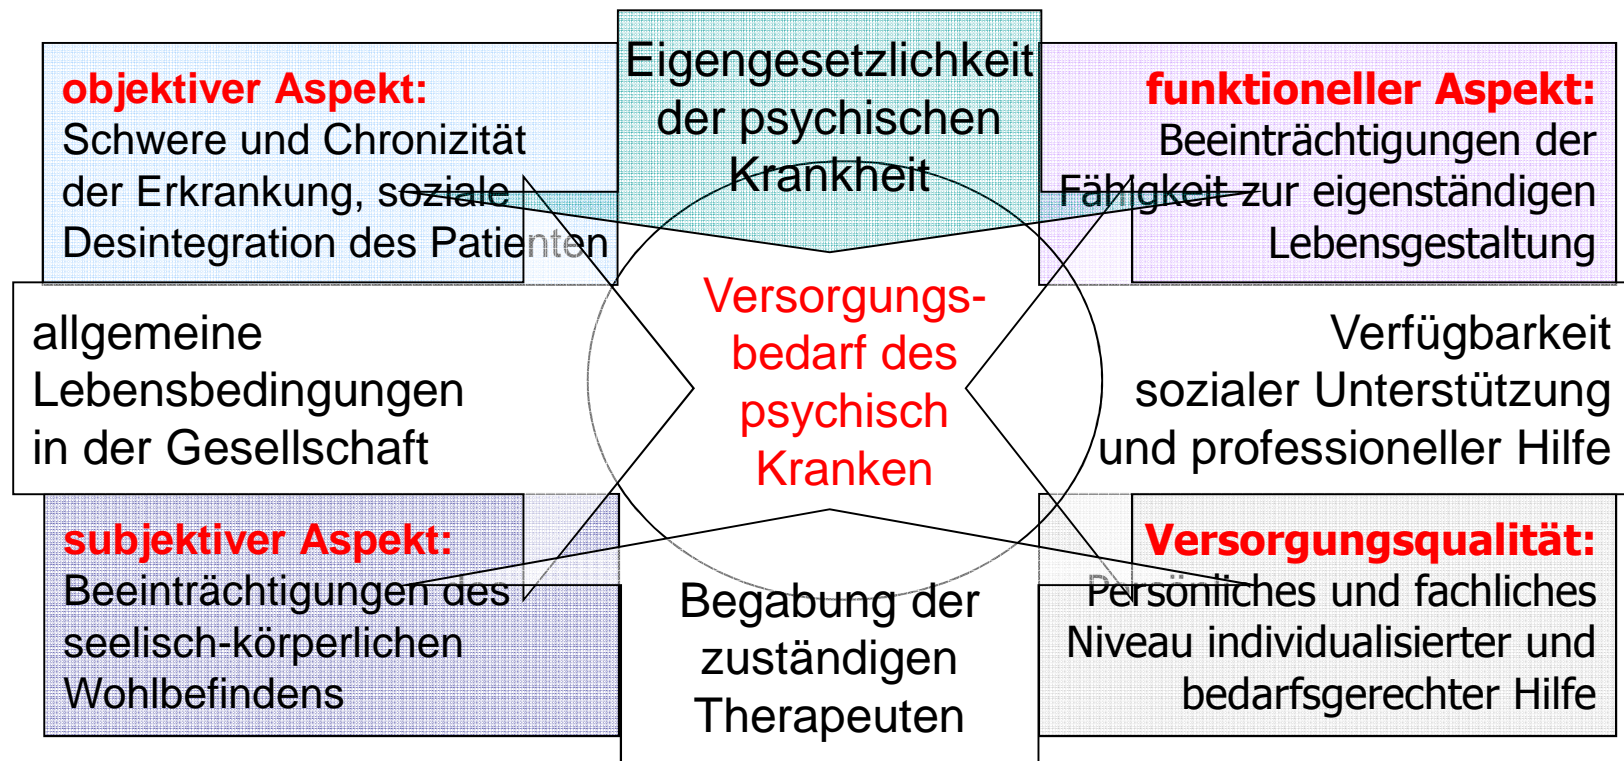 Eigengesetzlichkeit
der psychischen
Krankheit
objektiver Aspekt:
Schwere und Chronizität
der Erkrankung, soziale
Desintegration des Patienten
funktioneller Aspekt:
Beeinträchtigungen der
Fähigkeit zur eigenständigen
Lebensgestaltung
allgemeine
Lebensbedingungen
in der Gesellschaft
Versorgungs-
bedarf des
psychisch
Kranken
Verfügbarkeit
sozialer Unterstützung
und professioneller Hilfe
subjektiver Aspekt:
Beeinträchtigungen des
seelisch-körperlichen
Wohlbefindens
Begabung der
zuständigen
Therapeuten
Versorgungsqualität:
Persönliches und fachliches
Niveau individualisierter und
bedarfsgerechter Hilfe